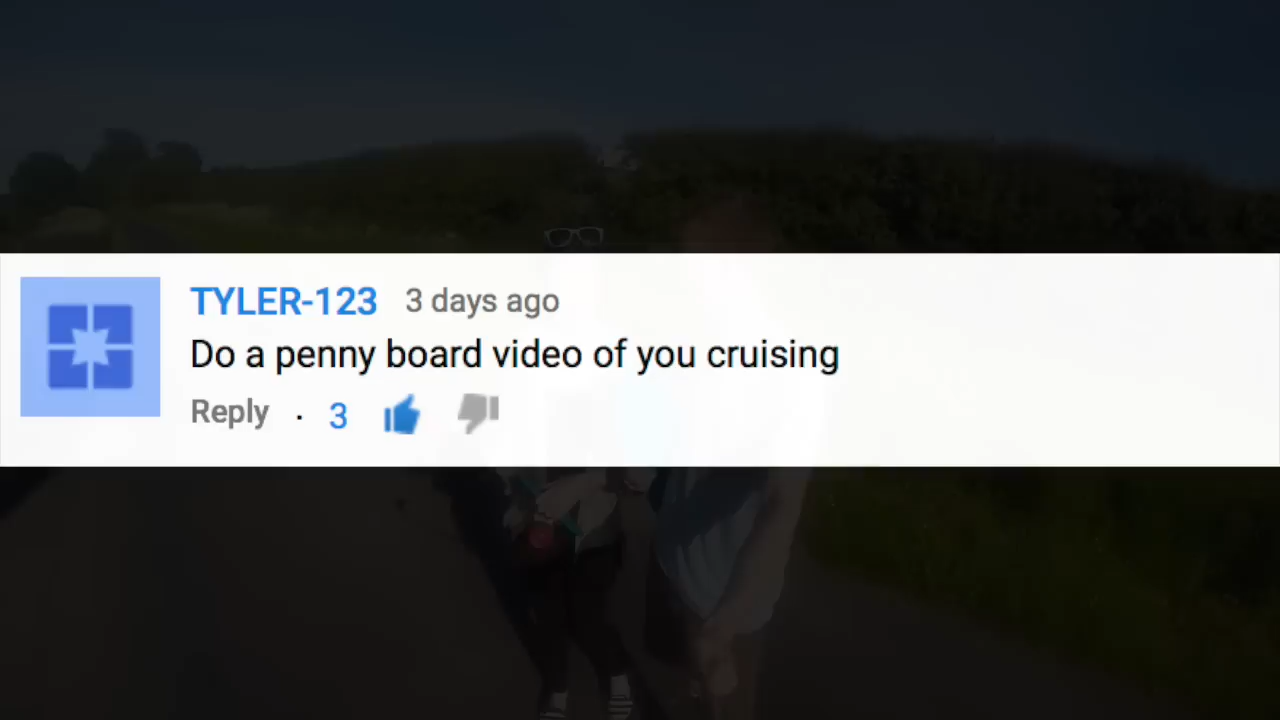 TYLER-123 3 days ago
Do a penny board video of you cruising
Reply · 3